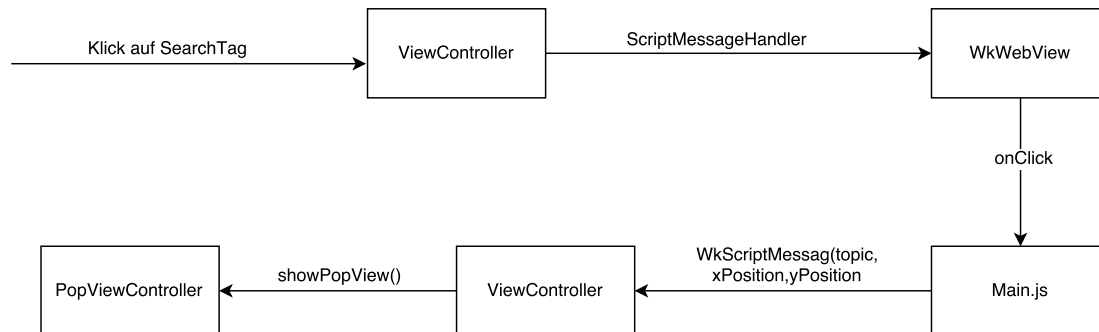 Klick auf SearchTag
ViewController
ScriptMessageHandler
WkWebView
onClick
PopViewController
showPopView()
ViewController
WkScriptMessag(topic,
xPosition,yPosition
Main.js